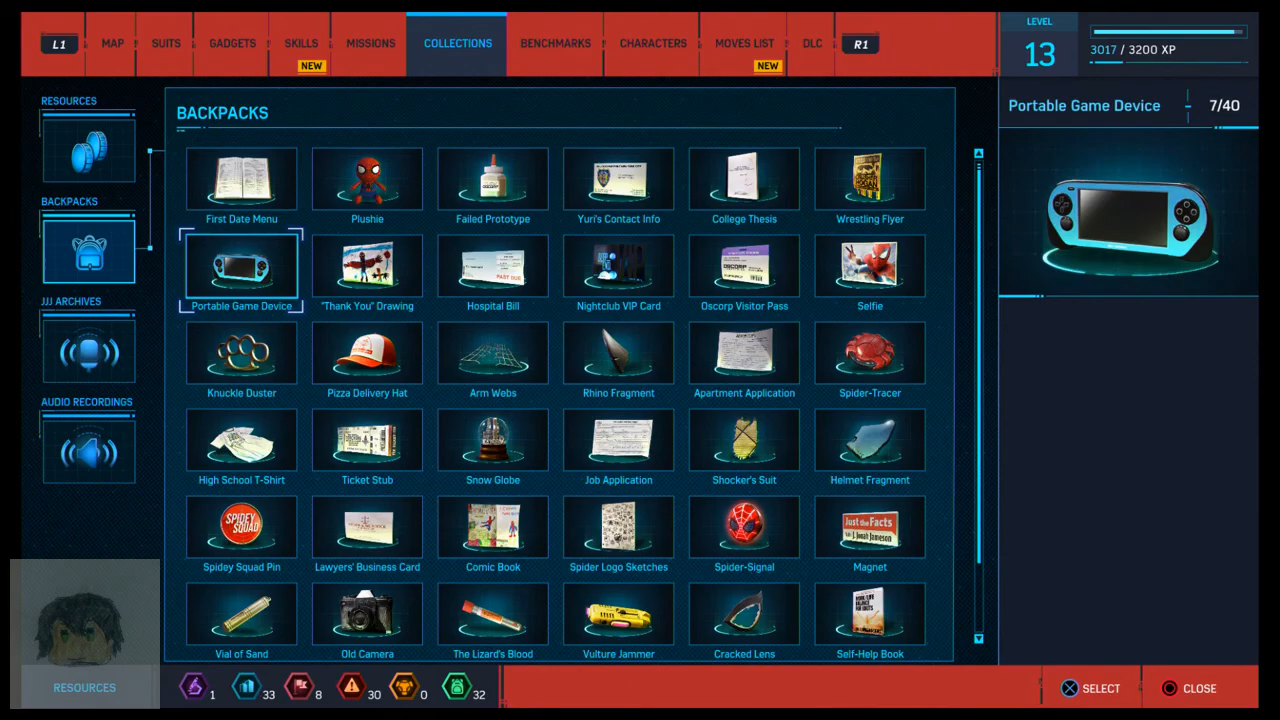 L1 MAP SUITS GADGETS SKILLS MISSIONS COLLECTIONS BENCHMARKS CHARACTERS MOVES LIST DLC R1
NEW NEW
LEVEL
13
3017 / 3200 XP
RESOURCES
BACKPACKS
JJJ ARCHIVES
AUDIO RECORDINGS
BACKPACKS
First Date Menu Plushie Failed Prototype Yuri's Contact Info College Thesis Wrestling Flyer
Portable Game Device "Thank You" Drawing Hospital Bill Nightclub VIP Card Oscorp Visitor Pass Selfie
Knuckle Duster Pizza Delivery Hat Arm Webs Rhino Fragment Apartment Application Spider-Tracer
High School T-Shirt Ticket Stub Snow Globe Job Application Shocker's Suit Helmet Fragment
SPIDEY SQUAD
Just the Facts
J. Jonah Jameson
Spidey Squad Pin Lawyers' Business Card Comic Book Spider Logo Sketches Spider-Signal Magnet
Vial of Sand Old Camera The Lizard's Blood Vulture Jammer Cracked Lens Self-Help Book
Portable Game Device 7/40
RESOURCES
1 33 8 30 0 32
SELECT CLOSE